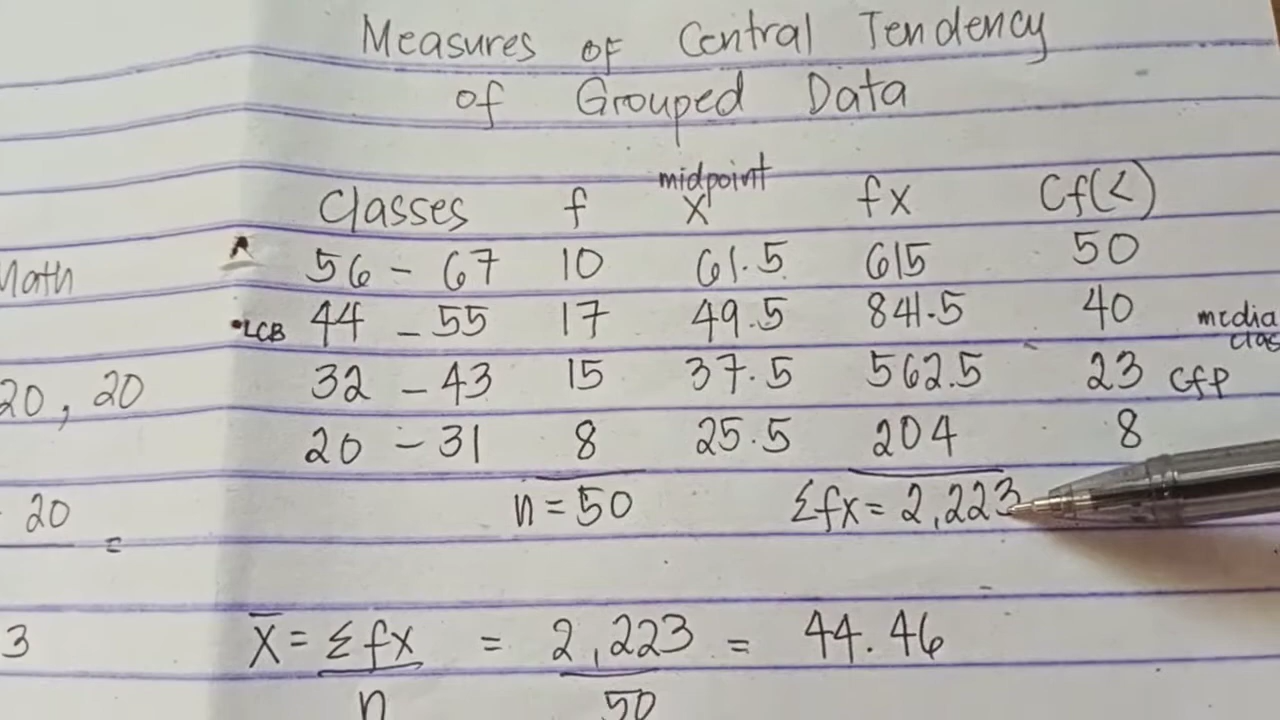 Measures of Central Tendency
of Grouped Data
Classes f midpoint X fx Cf(<)
56 - 67 10 61.5 615 50
LCB 44 - 55 17 49.5 841.5 40
32 - 43 15 37.5 562.5 23 cfp
20 - 31 8 25.5 204 8
n = 50 Σfx = 2,223
X̄ = Σfx / n = 2,223 / 50 = 44.46
Math
20, 20
20
=
3